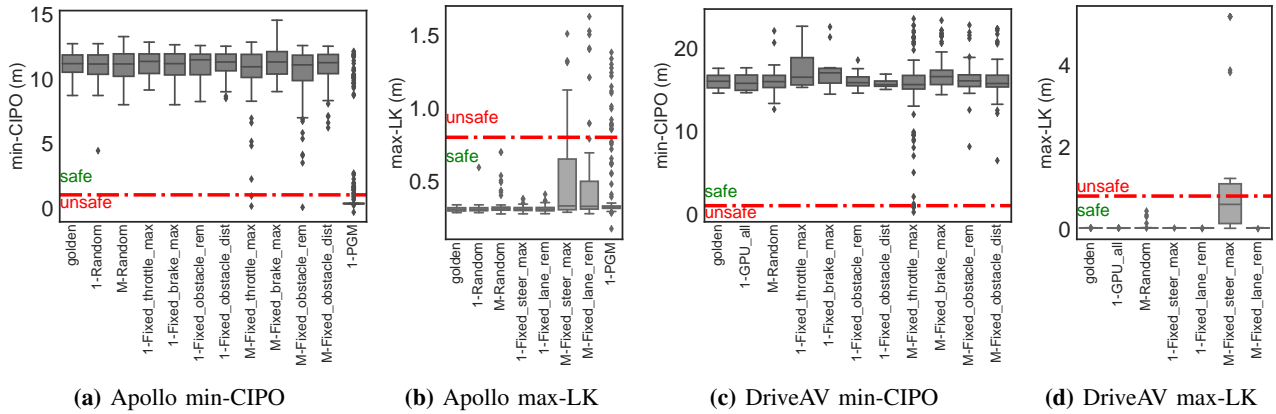 15
10
5
0
min-CIPO (m)
safe
unsafe
golden
1-Random
M-Random
1-Fixed_throttle_max
1-Fixed_brake_max
1-Fixed_obstacle_rem
1-Fixed_obstacle_dist
M-Fixed_throttle_max
M-Fixed_brake_max
M-Fixed_obstacle_rem
M-Fixed_obstacle_dist
1-PGM
(a) Apollo min-CIPO
1.5
1.0
0.5
max-LK (m)
unsafe
safe
golden
1-Random
M-Random
1-Fixed_steer_max
1-Fixed_lane_rem
M-Fixed_steer_max
M-Fixed_lane_rem
1-PGM
(b) Apollo max-LK
20
10
0
min-CIPO (m)
safe
unsafe
golden
1-GPU_all
M-Random
1-Fixed_throttle_max
1-Fixed_brake_max
1-Fixed_obstacle_rem
1-Fixed_obstacle_dist
M-Fixed_throttle_max
M-Fixed_brake_max
M-Fixed_obstacle_rem
M-Fixed_obstacle_dist
(c) DriveAV min-CIPO
4
2
0
max-LK (m)
unsafe
safe
golden
1-GPU_all
M-Random
1-Fixed_steer_max
1-Fixed_lane_rem
M-Fixed_steer_max
M-Fixed_lane_rem
(d) DriveAV max-LK